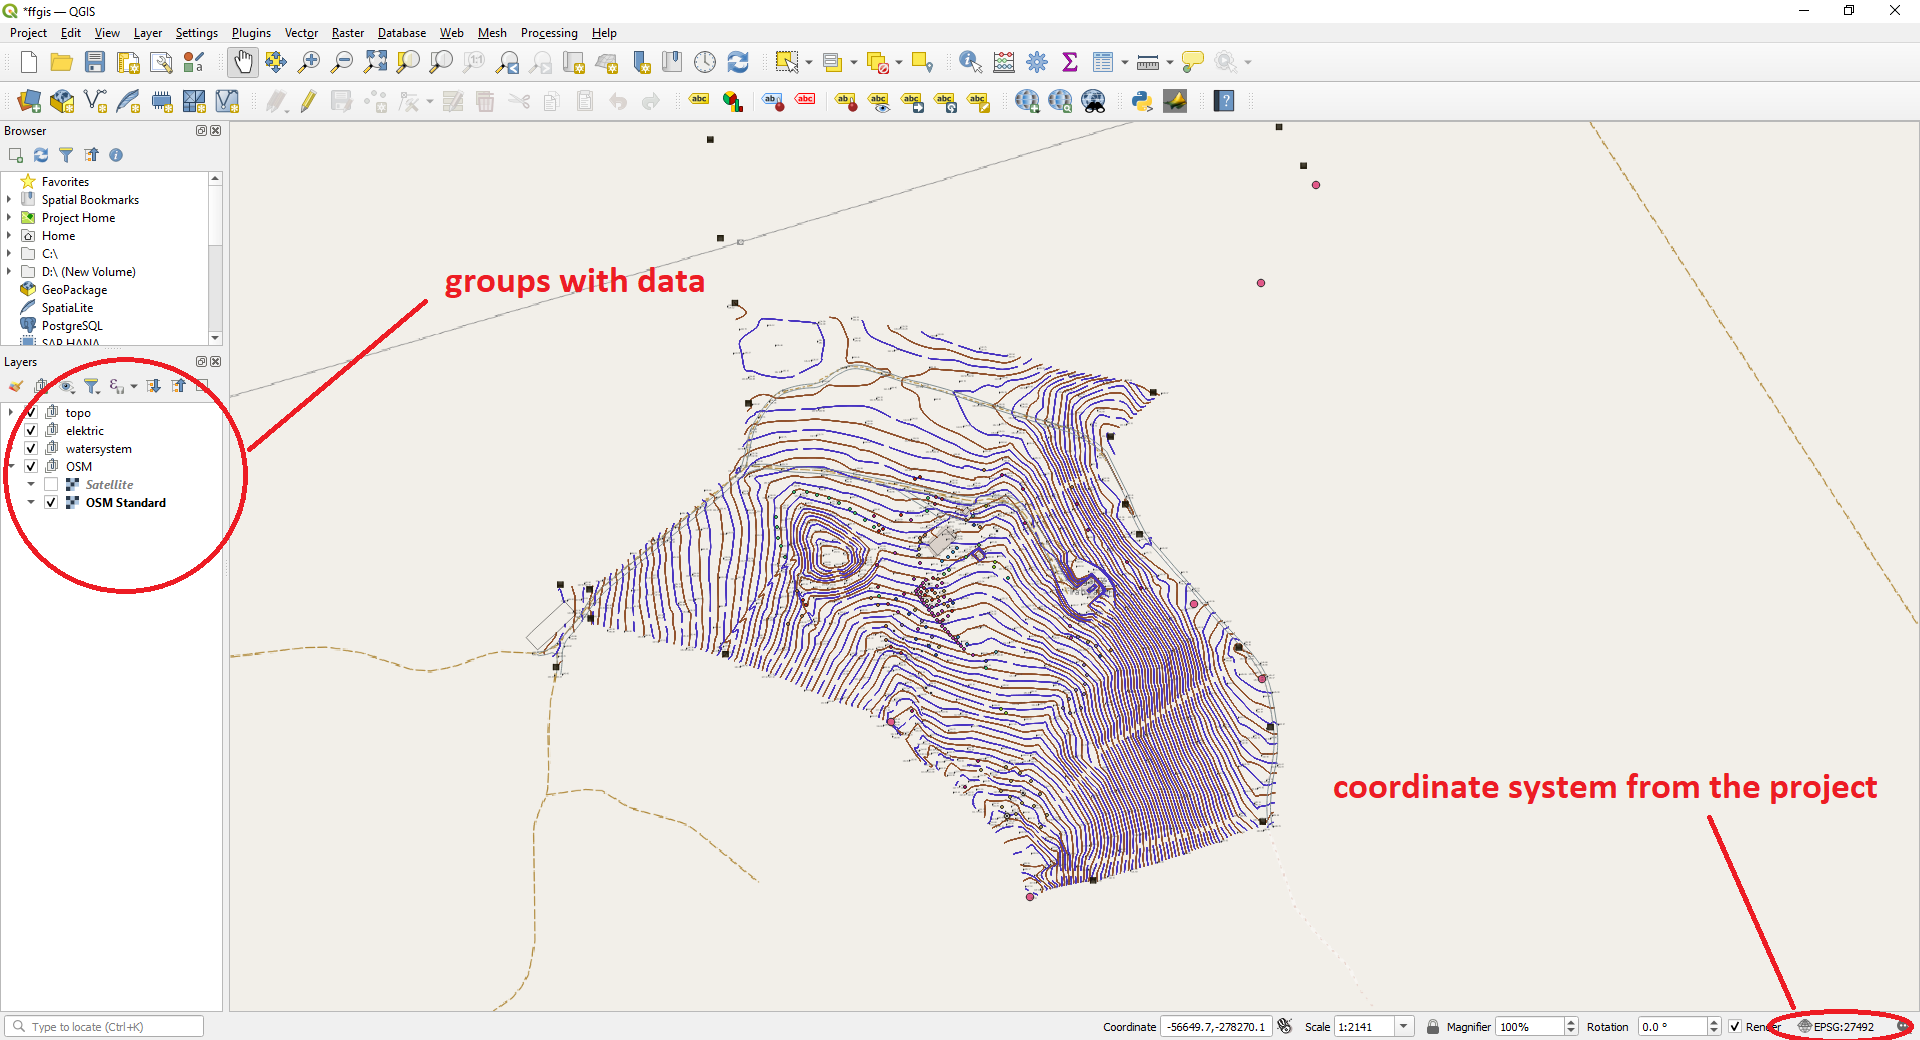 *ffgis — QGIS
Project Edit View Layer Settings Plugins Vector Raster Database Web Mesh Processing Help
Browser
Favorites
Spatial Bookmarks
Project Home
Home
C:\
D:\ (New Volume)
GeoPackage
SpatiaLite
PostgreSQL
SAP HANA
Layers
topo
elektric
watersystem
OSM
Satellite
OSM Standard
groups with data
coordinate system from the project
Type to locate (Ctrl+K)
Coordinate -56649.7,-278270.1 Scale 1:2141 Magnifier 100% Rotation 0.0 ° Render EPSG:27492